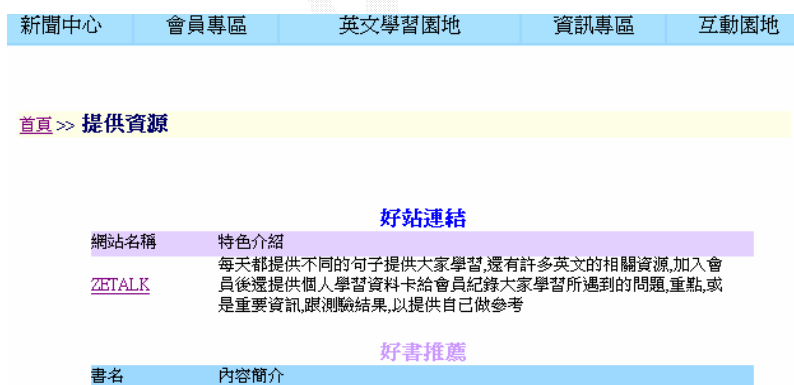 新聞中心 會員專區 英文學習園地 資訊專區 互動園地
首頁 >> 提供資源
好站連結
網站名稱 特色介紹
每天都提供不同的句子提供大家學習,還有許多英文的相關資源,加入會
ZETALK 員後還提供個人學習資料卡給會員紀錄大家學習所遇到的問題,重點,或
是重要資訊,跟測驗結果,以提供自己做參考
好書推薦
書名 內容簡介